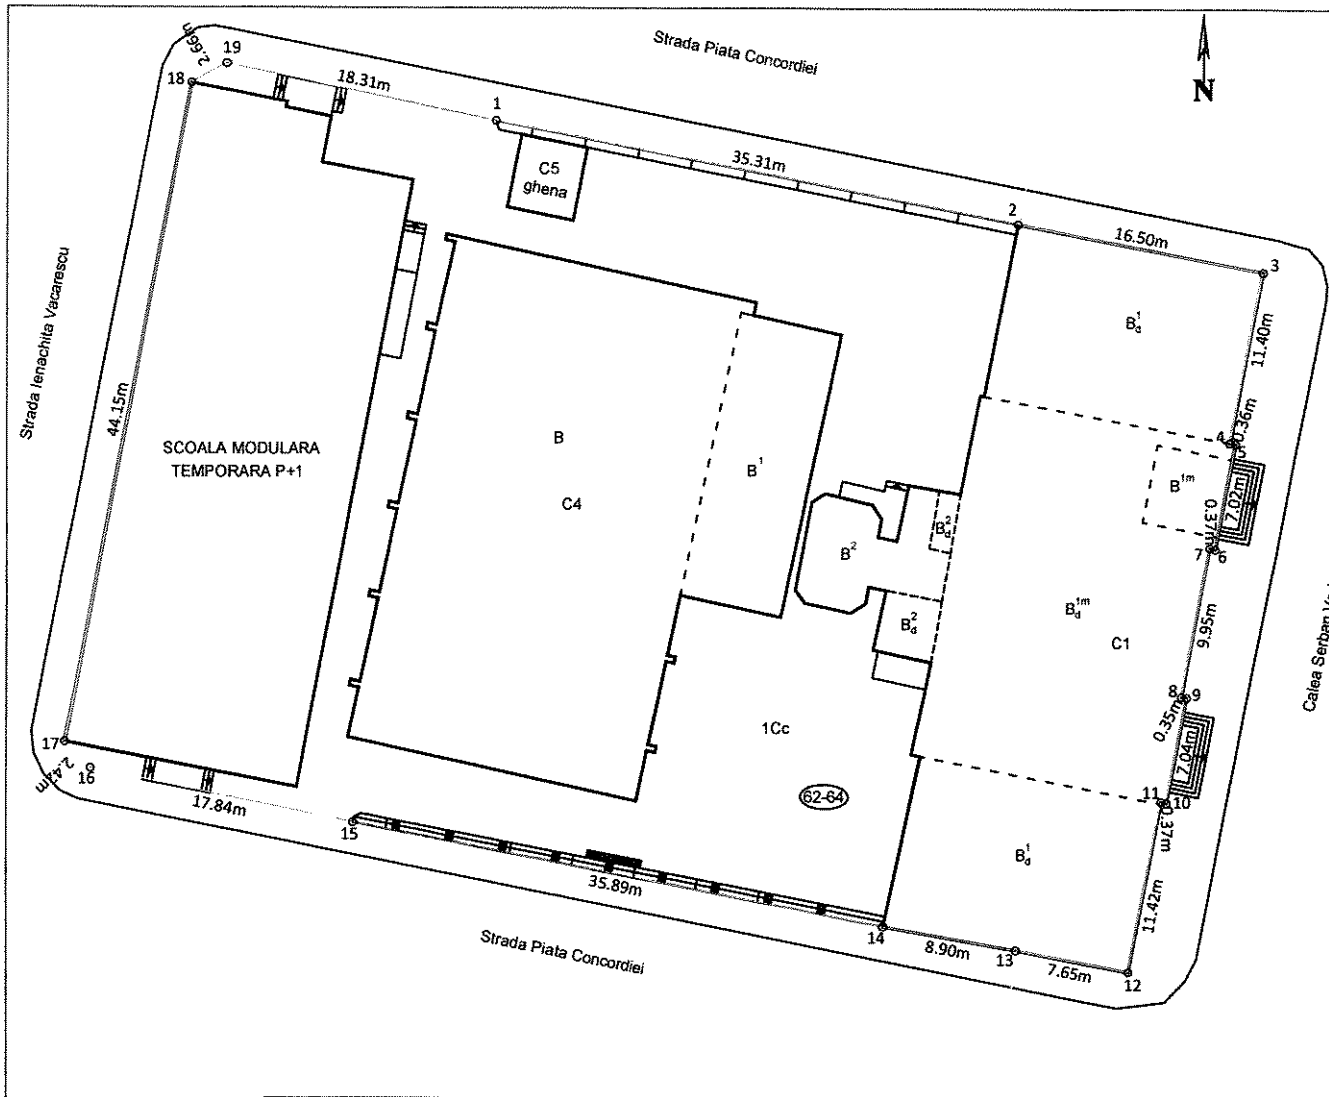 Strada Piata Concordiei
N
2.66m
19
18
18.31m
1
35.31m
2
16.50m
3
C5
ghena
11.40m
B¹d
4
0.36m
5
Strada Ienachita Vacarescu
44.15m
SCOALA MODULARA
TEMPORARA P+1
B
C4
B¹
B¹ᵐ
7.02m
0.37m
7
6
B²d
B²
B²d
B¹ᵐd
C1
9.95m
Calea Serban
8
9
0.35m
7.04m
1Cc
62-64
11
10
0.37m
17
16
17.84m
15
35.89m
B¹d
11.42m
14
8.90m
13
7.65m
12
Strada Piata Concordiei